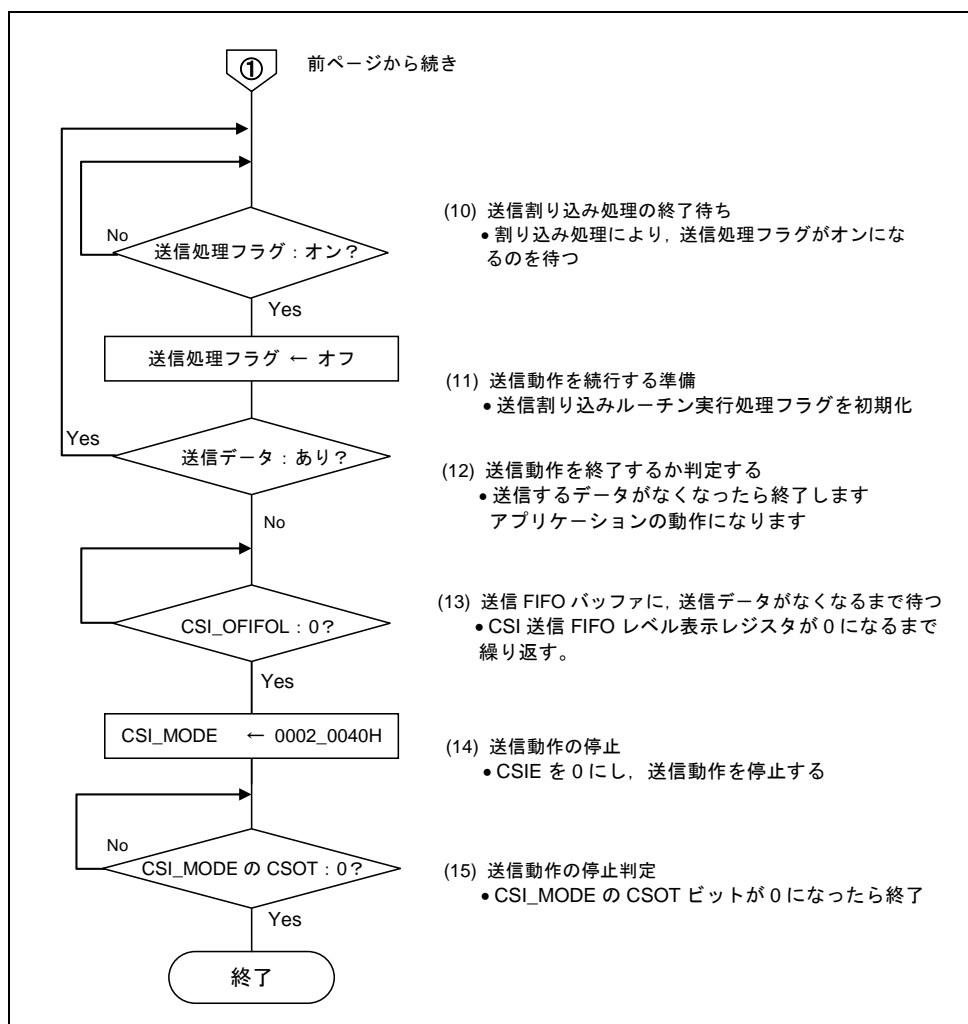 ① 前ページから続き
No
送信処理フラグ：オン？
(10) 送信割り込み処理の終了待ち
• 割り込み処理により，送信処理フラグがオンにな
るのを待つ
Yes
送信処理フラグ ← オフ
(11) 送信動作を続行する準備
• 送信割り込みルーチン実行処理フラグを初期化
Yes
送信データ：あり？
(12) 送信動作を終了するか判定する
• 送信するデータがなくなったら終了します
アプリケーションの動作になります
No
CSI_OFIFOL：0？
(13) 送信 FIFO バッファに，送信データがなくなるまで待つ
• CSI 送信 FIFO レベル表示レジスタが 0 になるまで
繰り返す。
Yes
CSI_MODE ← 0002_0040H
(14) 送信動作の停止
• CSIE を 0 にし，送信動作を停止する
No
CSI_MODE の CSOT：0？
(15) 送信動作の停止判定
• CSI_MODE の CSOT ビットが 0 になったら終了
Yes
終了